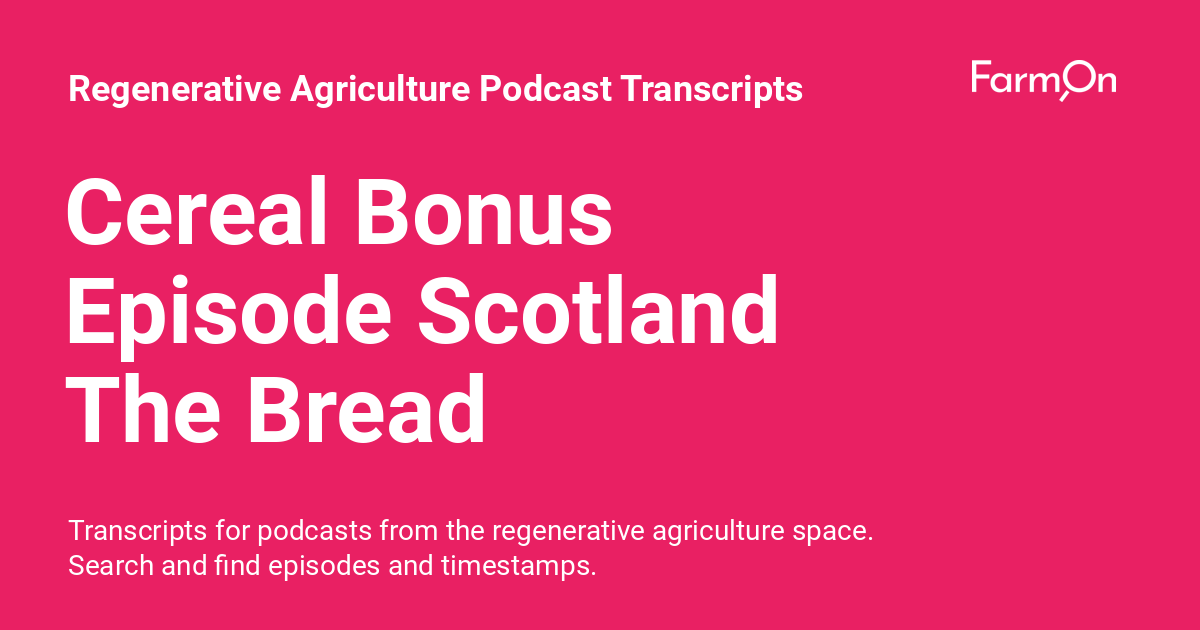 Regenerative Agriculture Podcast Transcripts
FarmOn
Cereal Bonus
Episode Scotland
The Bread
Transcripts for podcasts from the regenerative agriculture space.
Search and find episodes and timestamps.